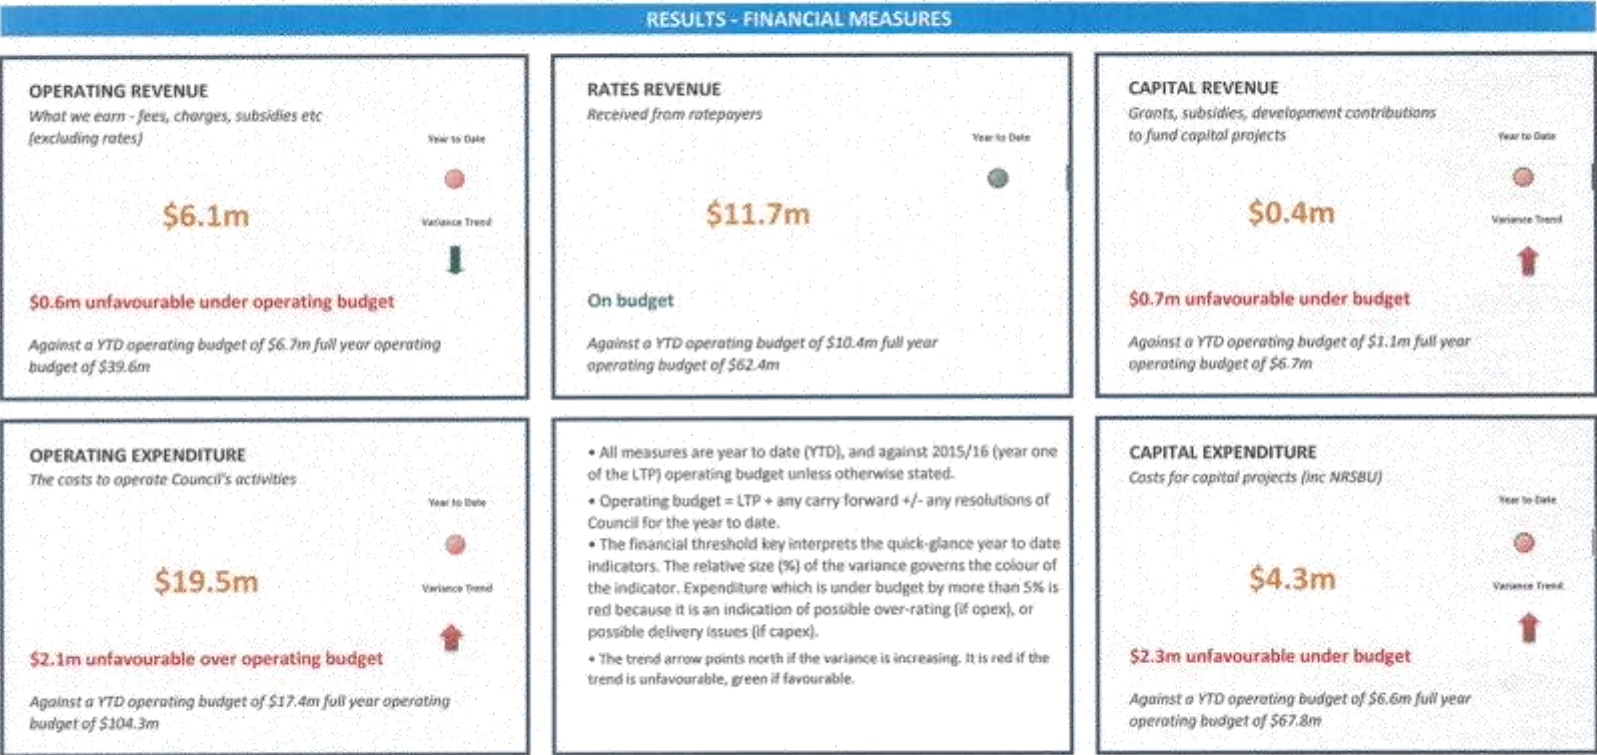 RESULTS - FINANCIAL MEASURES
OPERATING REVENUE
What we earn - fees, charges, subsidies etc
(excluding rates)
Year to Date
$6.1m
Variance Trend
$0.6m unfavourable under operating budget
Against a YTD operating budget of $6.7m full year operating
budget of $39.6m
RATES REVENUE
Received from ratepayers
Year to Date
$11.7m
On budget
Against a YTD operating budget of $10.4m full year
operating budget of $62.4m
CAPITAL REVENUE
Grants, subsidies, development contributions
to fund capital projects
Year to Date
$0.4m
Variance Trend
$0.7m unfavourable under budget
Against a YTD operating budget of $1.1m full year
operating budget of $6.7m
OPERATING EXPENDITURE
The costs to operate Council's activities
Year to Date
$19.5m
Variance Trend
$2.1m unfavourable over operating budget
Against a YTD operating budget of $17.4m full year operating
budget of $104.3m
• All measures are year to date (YTD), and against 2015/16 (year one
of the LTP) operating budget unless otherwise stated.
• Operating budget = LTP + any carry forward +/- any resolutions of
Council for the year to date.
• The financial threshold key interprets the quick-glance year to date
indicators. The relative size (%) of the variance governs the colour of
the indicator. Expenditure which is under budget by more than 5% is
red because it is an indication of possible over-rating (if opex), or
possible delivery issues (if capex).
• The trend arrow points north if the variance is increasing. It is red if the
trend is unfavourable, green if favourable.
CAPITAL EXPENDITURE
Costs for capital projects (inc NRSBU)
Year to Date
$4.3m
Variance Trend
$2.3m unfavourable under budget
Against a YTD operating budget of $6.6m full year
operating budget of $67.8m